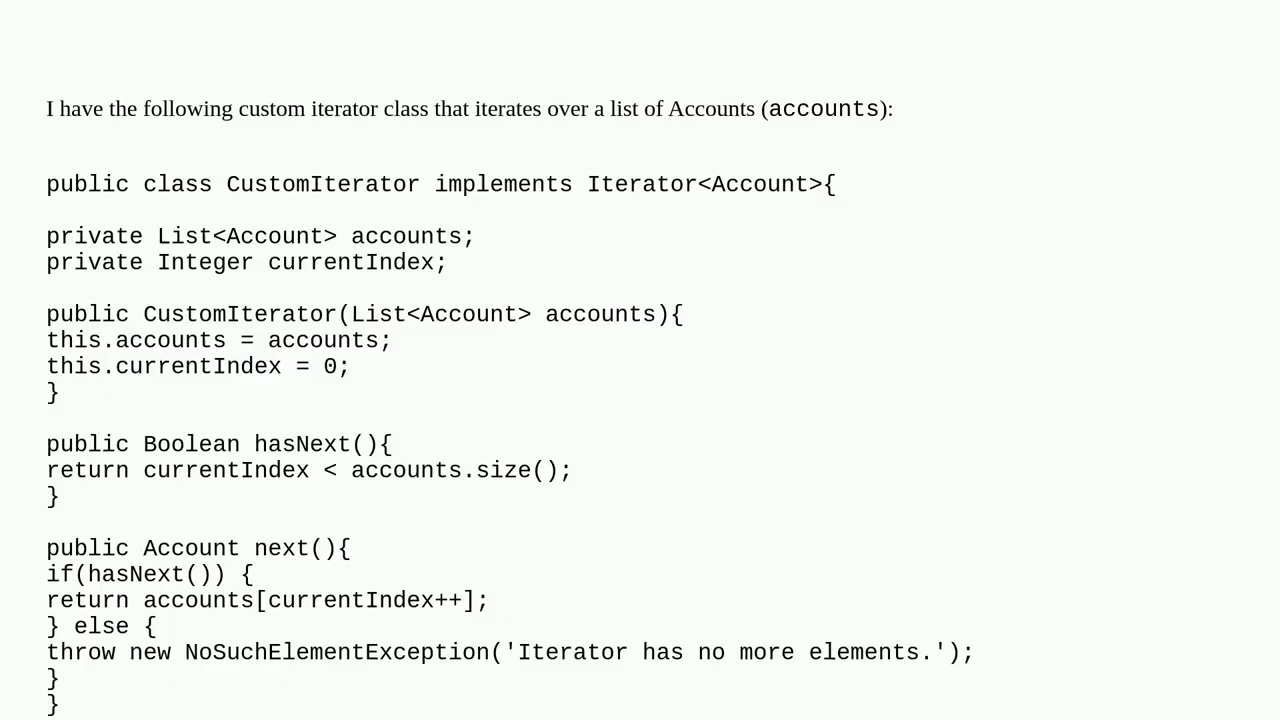 I have the following custom iterator class that iterates over a list of Accounts (accounts):
public class CustomIterator implements Iterator<Account>{
private List<Account> accounts;
private Integer currentIndex;
public CustomIterator(List<Account> accounts){
this.accounts = accounts;
this.currentIndex = 0;
}
public Boolean hasNext(){
return currentIndex < accounts.size();
}
public Account next(){
if(hasNext()) {
return accounts[currentIndex++];
} else {
throw new NoSuchElementException('Iterator has no more elements.');
}
}